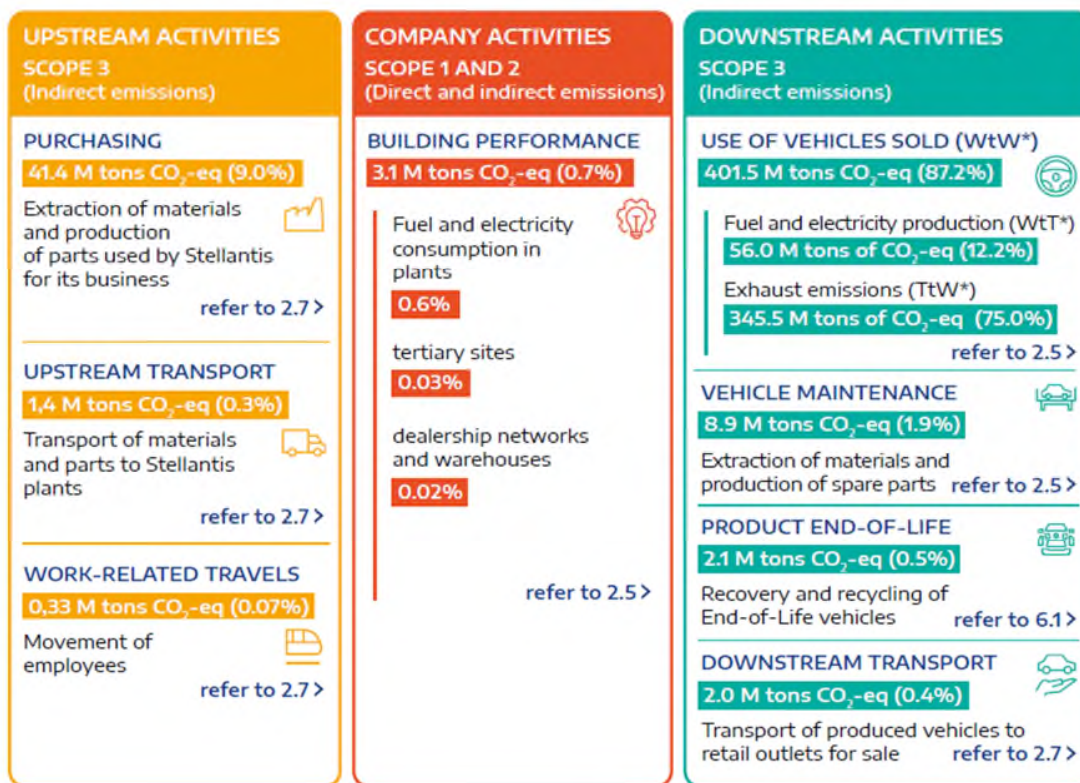 UPSTREAM ACTIVITIES
SCOPE 3
(Indirect emissions)
PURCHASING
41.4 M tons CO₂-eq (9.0%)
Extraction of materials
and production
of parts used by Stellantis
for its business
refer to 2.7 >
UPSTREAM TRANSPORT
1,4 M tons CO₂-eq (0.3%)
Transport of materials
and parts to Stellantis
plants
refer to 2.7 >
WORK-RELATED TRAVELS
0,33 M tons CO₂-eq (0.07%)
Movement of
employees
refer to 2.7 >
COMPANY ACTIVITIES
SCOPE 1 AND 2
(Direct and indirect emissions)
BUILDING PERFORMANCE
3.1 M tons CO₂-eq (0.7%)
Fuel and electricity
consumption in
plants
0.6%
tertiary sites
0.03%
dealership networks
and warehouses
0.02%
refer to 2.5 >
DOWNSTREAM ACTIVITIES
SCOPE 3
(Indirect emissions)
USE OF VEHICLES SOLD (WtW*)
401.5 M tons CO₂-eq (87.2%)
Fuel and electricity production (WtT*)
56.0 M tons of CO₂-eq (12.2%)
Exhaust emissions (TtW*)
345.5 M tons of CO₂-eq (75.0%)
refer to 2.5 >
VEHICLE MAINTENANCE
8.9 M tons CO₂-eq (1.9%)
Extraction of materials and
production of spare parts refer to 2.5 >
PRODUCT END-OF-LIFE
2.1 M tons CO₂-eq (0.5%)
Recovery and recycling of
End-of-Life vehicles refer to 6.1 >
DOWNSTREAM TRANSPORT
2.0 M tons CO₂-eq (0.4%)
Transport of produced vehicles to
retail outlets for sale refer to 2.7 >